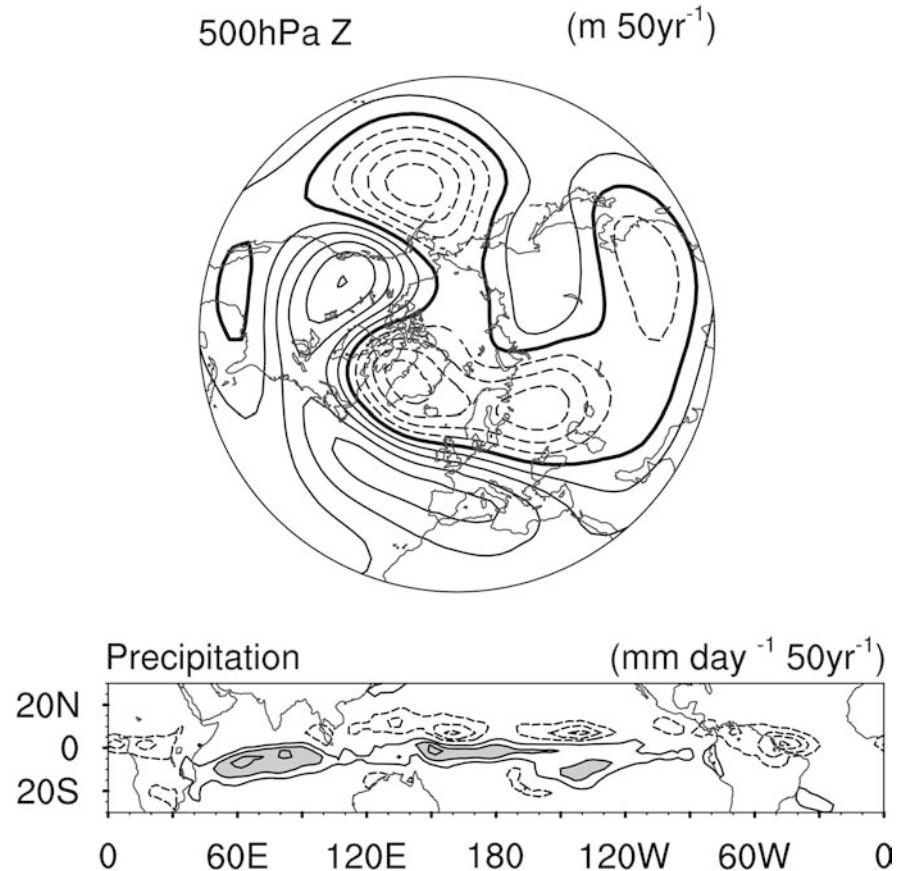 500hPa Z (m 50yr⁻¹)
Precipitation (mm day ⁻¹ 50yr⁻¹)
20N
0
20S
0 60E 120E 180 120W 60W 0